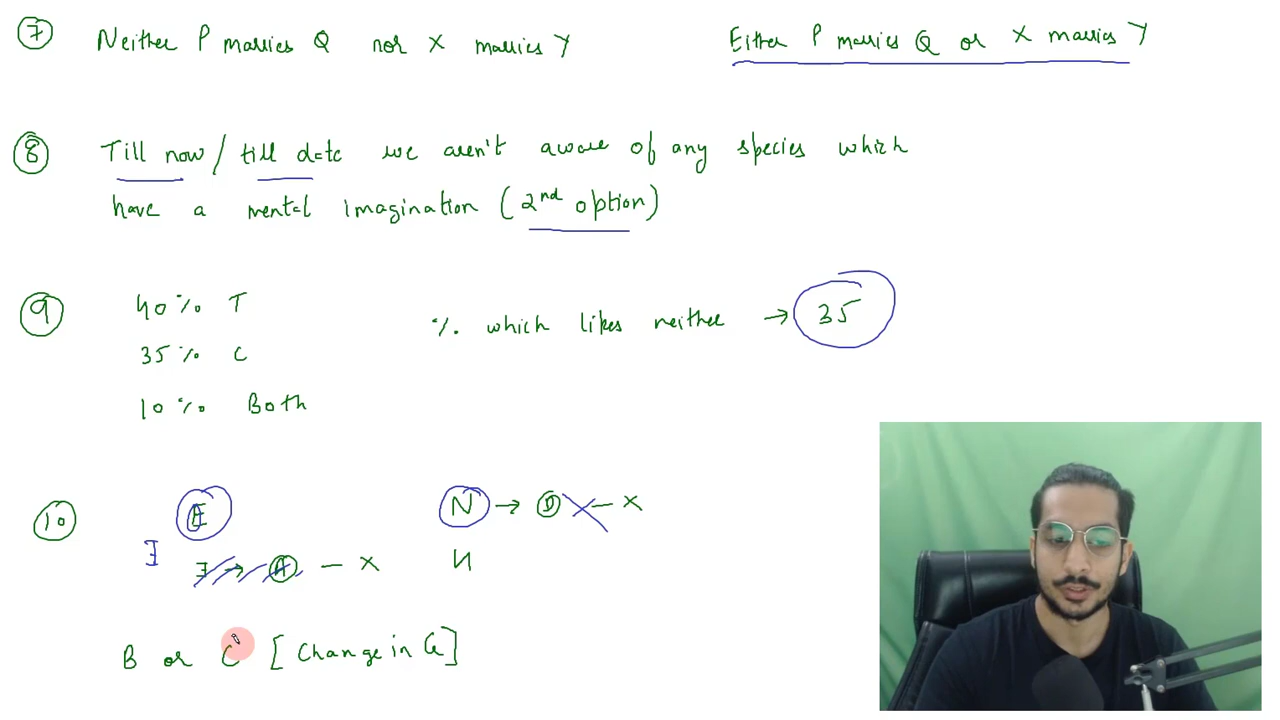 7 Neither P marries Q nor X marries Y Either P marries Q or X marries Y
8 Till now / till date we aren't aware of any species which
have a mental imagination (2nd option)
9 40% T
% which likes neither → 35
35% C
10% Both
10 E N → D — X
Ǝ Ǝ → A — X И
B or C [Change in Q]